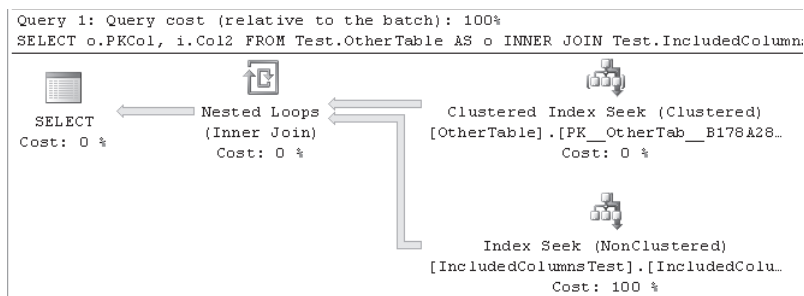 Query 1: Query cost (relative to the batch): 100%
SELECT o.PKCol, i.Col2 FROM Test.OtherTable AS o INNER JOIN Test.IncludedColumns
SELECT
Cost: 0 %
Nested Loops
(Inner Join)
Cost: 0 %
Clustered Index Seek (Clustered)
[OtherTable].[PK__OtherTab__B178A28…
Cost: 0 %
Index Seek (NonClustered)
[IncludedColumnsTest].[IncludedColu…
Cost: 100 %